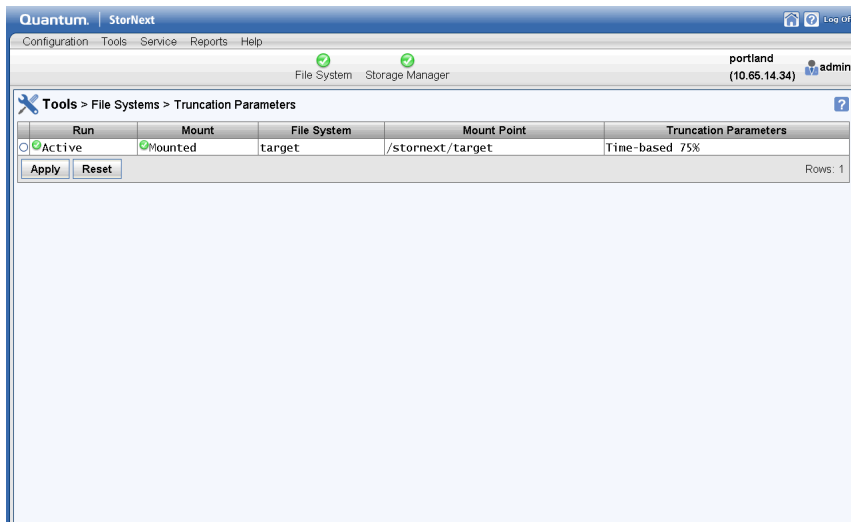 Quantum. StorNext Log Of
Configuration Tools Service Reports Help
File System Storage Manager
portland
(10.65.14.34)
admin
Tools > File Systems > Truncation Parameters
Run Mount File System Mount Point Truncation Parameters
Active Mounted target /stornext/target Time-based 75%
Apply Reset Rows: 1